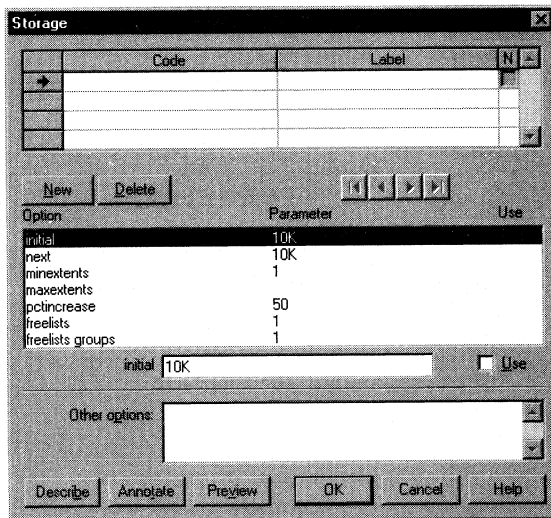 Storage
Code Label N
New Delete
Option Parameter Use
initial 10K
next 10K
minextents 1
maxextents
pctincrease 50
freelists 1
freelists groups 1
initial 10K Use
Other options:
Describe Annotate Preview OK Cancel Help